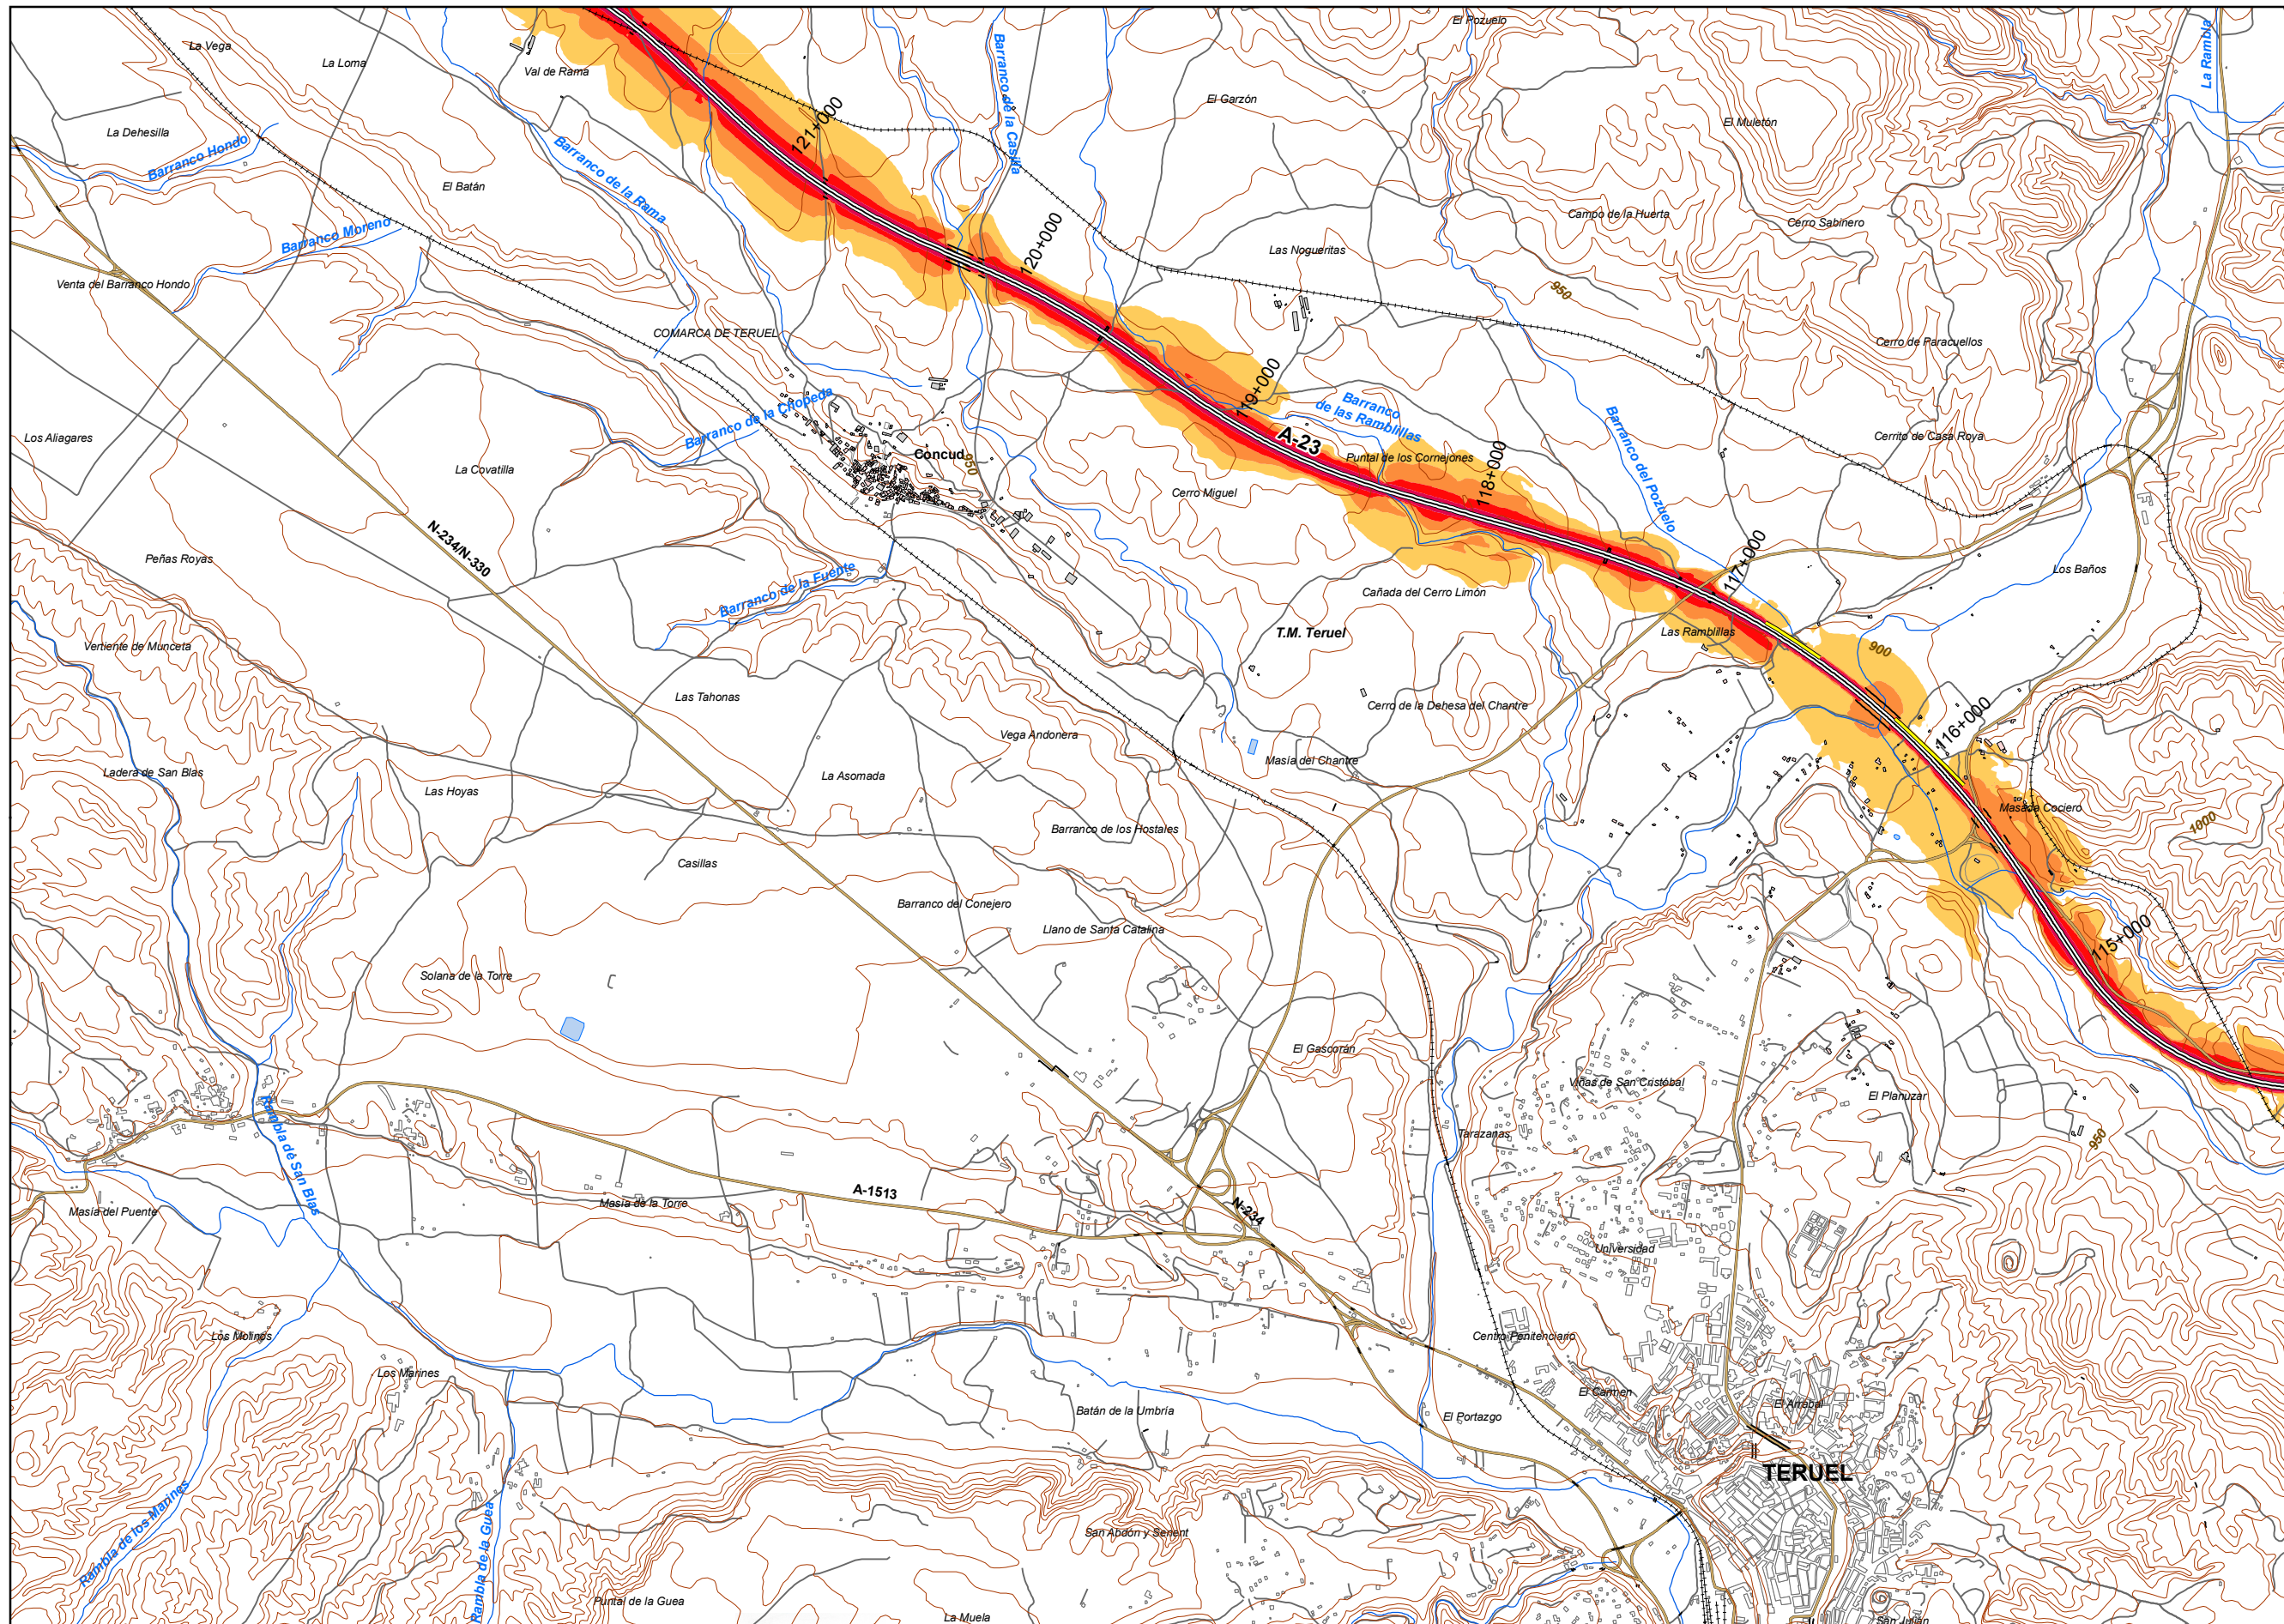 El Pozuelo
La Rambla
La Vega
La Loma
Val de Rama
Barranco de la Casilla
El Garzón
El Muletón
121+000
La Dehesilla
Barranco Hondo
Barranco de la Rama
El Batán
Campo de la Huerta
Cerro Sabinero
Barranco Moreno
120+000
Las Nogueritas
950
Venta del Barranco Hondo
COMARCA DE TERUEL
Cerro de Paracuellos
119+000
Barranco
de las Ramblillas
Barranco de la Chopeda
A-23
Barranco del Pozuelo
Los Aliagares
La Covatilla
Concud
950
Puntal de los Cornejones
118+000
Cerrito de Casa Roya
Cerro Miguel
N-234/N-330
Peñas Royas
Barranco de la Fuente
117+000
Los Baños
Cañada del Cerro Limón
T.M. Teruel
Las Ramblillas
900
Vertiente de Munceta
Las Tahonas
Cerro de la Dehesa del Chantre
116+000
Vega Andonera
Masía del Chantre
Ladera de San Blas
La Asomada
Las Hoyas
Masada Cociero
1000
Barranco de los Hostales
Casillas
Barranco del Conejero
Llano de Santa Catalina
115+000
Solana de la Torre
El Gascorán
Viñas de San Cristóbal
El Planuzar
Rambla de San Blas
Tarazanas
950
A-1513
Masía de la Torre
Masía del Puente
N-234
Universidad
Los Molinos
Centro Penitenciario
Los Marines
El Carmen
El Arrabal
Batán de la Umbría
El Portazgo
TERUEL
Rambla de los Marines
Rambla de la Guea
San Abdón y Senent
Puntal de la Guea
La Muela
San Julián